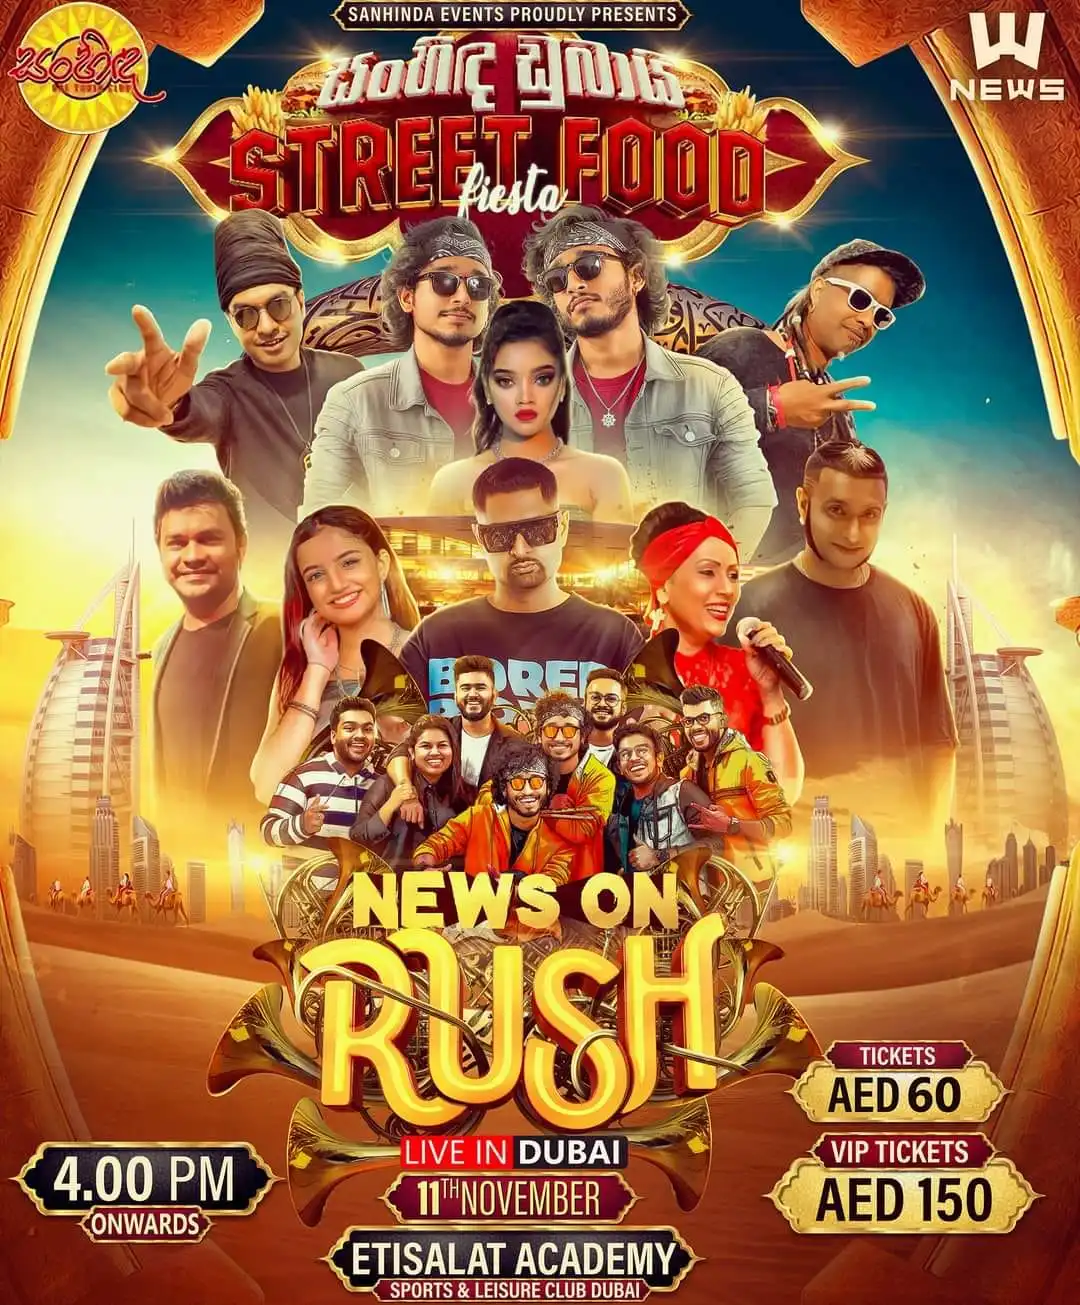 SANHINDA EVENTS PROUDLY PRESENTS
සංහිඳ
W
NEWS
සංහිඳ ඩුබායි
STREET FOOD
fiesta
BORED
NEWS ON
RUSH
LIVE IN DUBAI
11TH NOVEMBER
ETISALAT ACADEMY
SPORTS & LEISURE CLUB DUBAI
4.00 PM
ONWARDS
TICKETS
AED 60
VIP TICKETS
AED 150